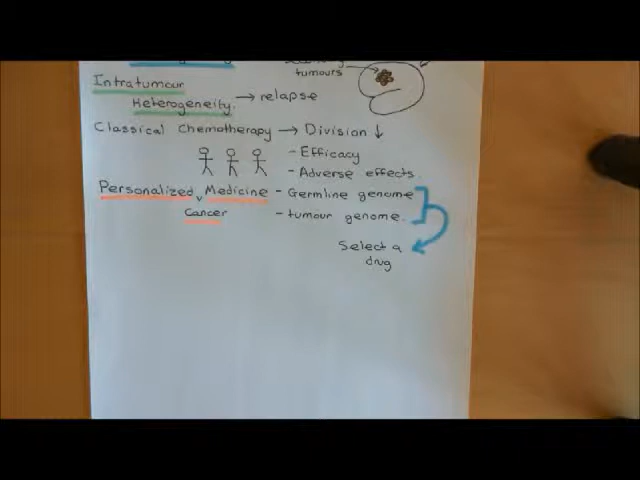 tumours
Intratumour
Heterogeneity. → relapse
Classical Chemotherapy → Division ↓
- Efficacy
- Adverse effects.
Personalized Medicine - Germline genome
Cancer - tumour genome.
Select a
drug